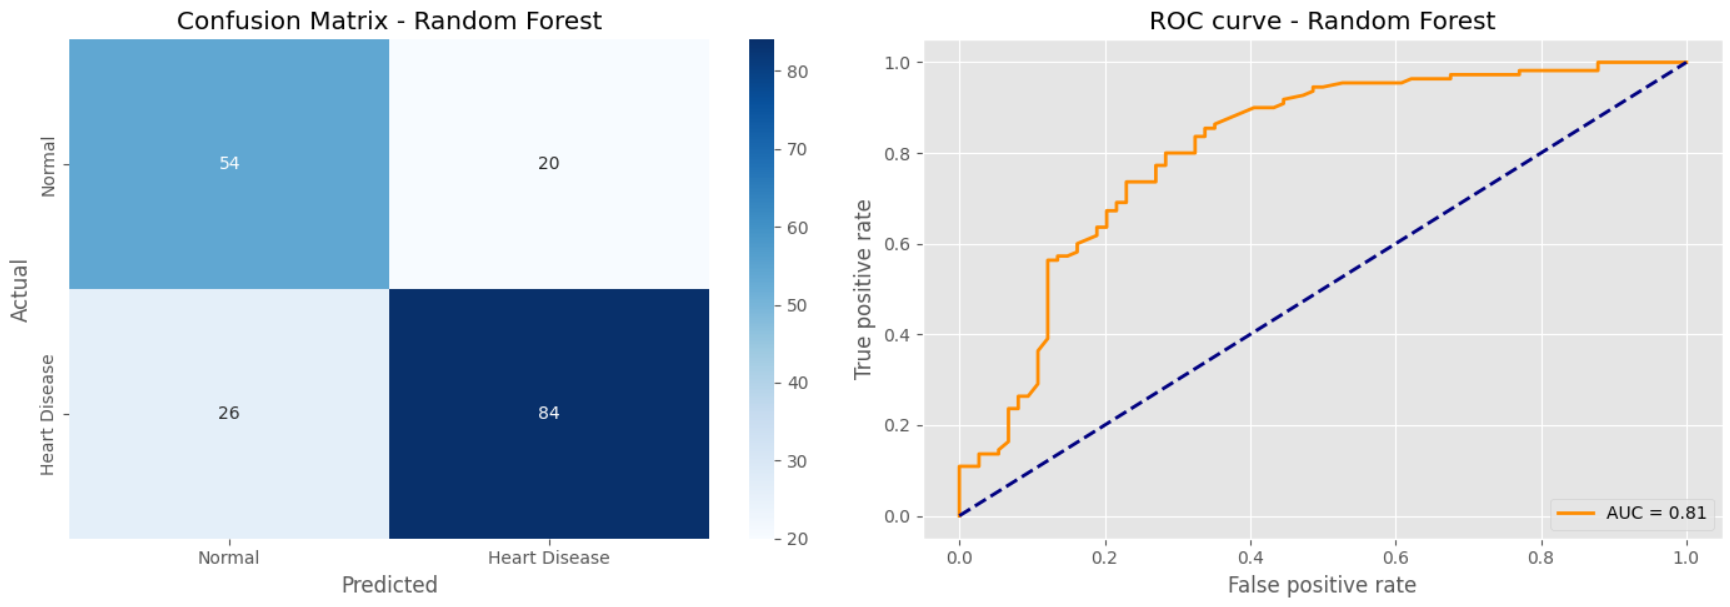 Confusion Matrix - Random Forest
Normal
Heart Disease
Actual
54
20
26
84
Normal
Heart Disease
Predicted
80
70
60
50
40
30
20
ROC curve - Random Forest
True positive rate
1.0
0.8
0.6
0.4
0.2
0.0
0.0
0.2
0.4
0.6
0.8
1.0
False positive rate
AUC = 0.81